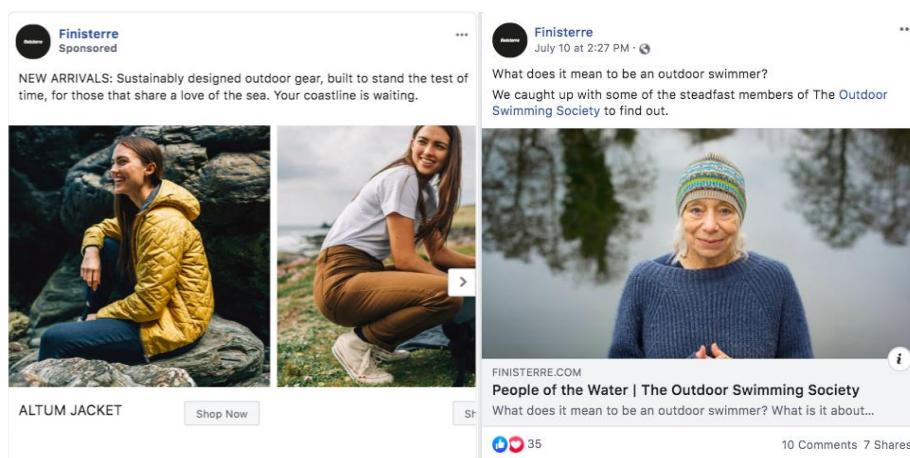 Finisterre
Sponsored
NEW ARRIVALS: Sustainably designed outdoor gear, built to stand the test of
time, for those that share a love of the sea. Your coastline is waiting.
ALTUM JACKET
Shop Now
Sh
Finisterre
July 10 at 2:27 PM ·
What does it mean to be an outdoor swimmer?
We caught up with some of the steadfast members of The Outdoor
Swimming Society to find out.
FINISTERRE.COM
People of the Water | The Outdoor Swimming Society
What does it mean to be an outdoor swimmer? What is it about...
35
10 Comments 7 Shares